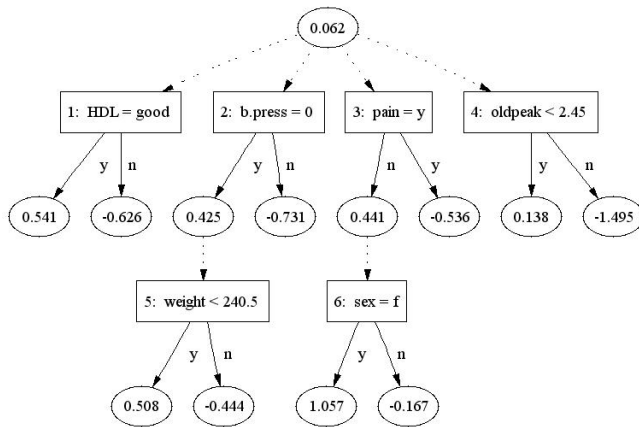 0.062
1: HDL = good
2: b.press = 0
3: pain = y
4: oldpeak < 2.45
y
n
y
n
n
y
y
n
0.541
-0.626
0.425
-0.731
0.441
-0.536
0.138
-1.495
5: weight < 240.5
6: sex = f
y
n
y
n
0.508
-0.444
1.057
-0.167